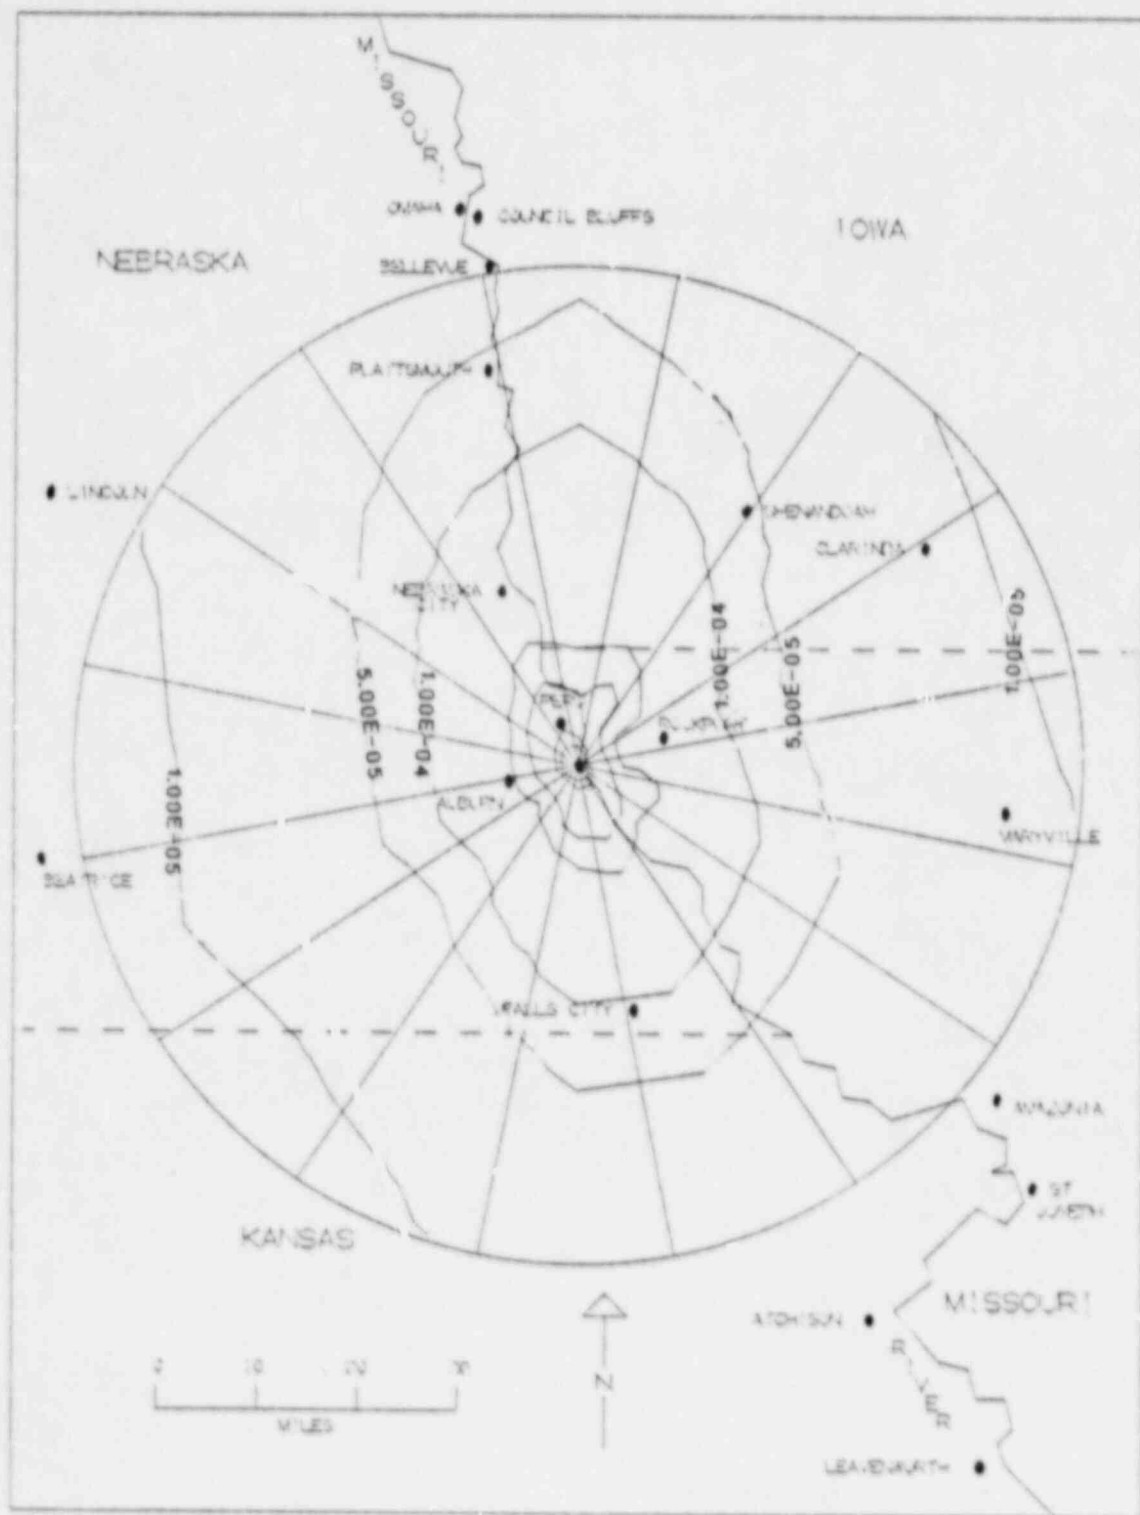 MISSOURI
OMAHA
COUNCIL BLUFFS
IOWA
NEBRASKA
BELLEVUE
PLATTSMOUTH
LINCOLN
SHENANDOAH
CLARINDA
NEBRASKA
CITY
1.00E-04
1.00E-05
5.00E-05
5.00E-05
1.00E-04
1.00E-05
AUBURN
MARYVILLE
BEATRICE
FALLS CITY
AMAZONIA
ST
JOSEPH
KANSAS
MISSOURI
ATCHISON
RIVER
N
0 10 20 30
MILES
LEAVENWORTH